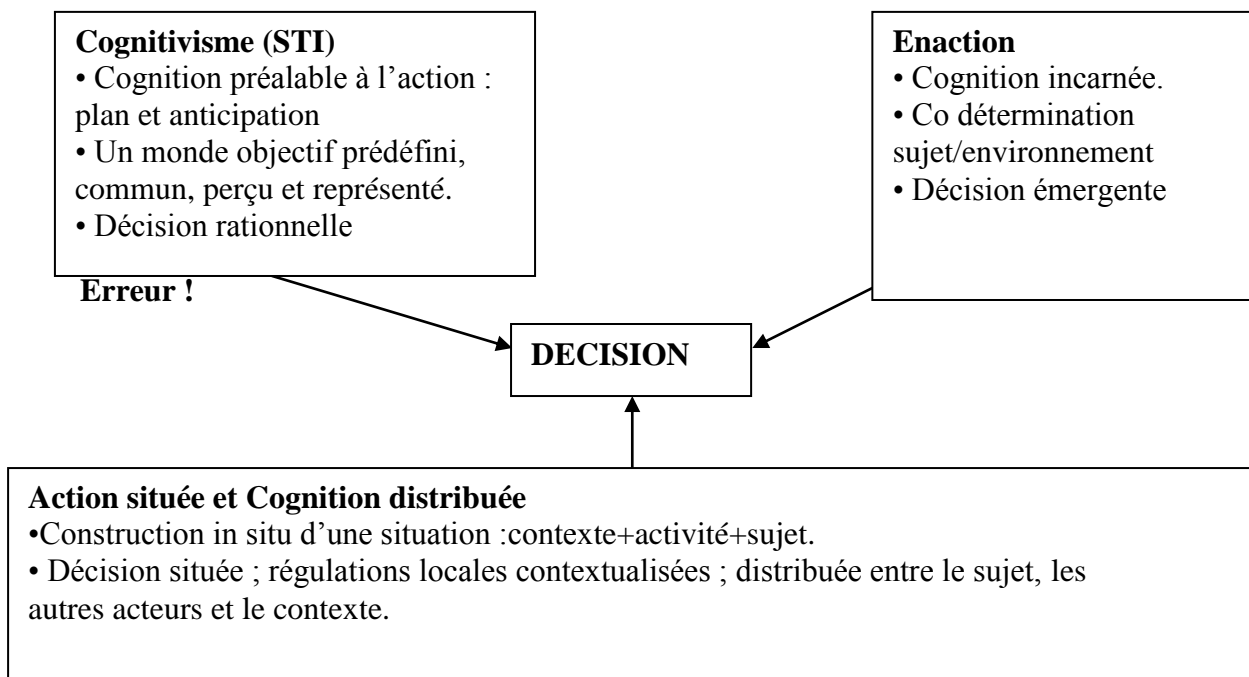 Cognitivisme (STI)
• Cognition préalable à l’action :
plan et anticipation
• Un monde objectif prédéfini,
commun, perçu et représenté.
• Décision rationnelle
Erreur !
Enaction
• Cognition incarnée.
• Co détermination
sujet/environnement
• Décision émergente
DECISION
Action située et Cognition distribuée
•Construction in situ d’une situation :contexte+activité+sujet.
• Décision située ; régulations locales contextualisées ; distribuée entre le sujet, les
autres acteurs et le contexte.